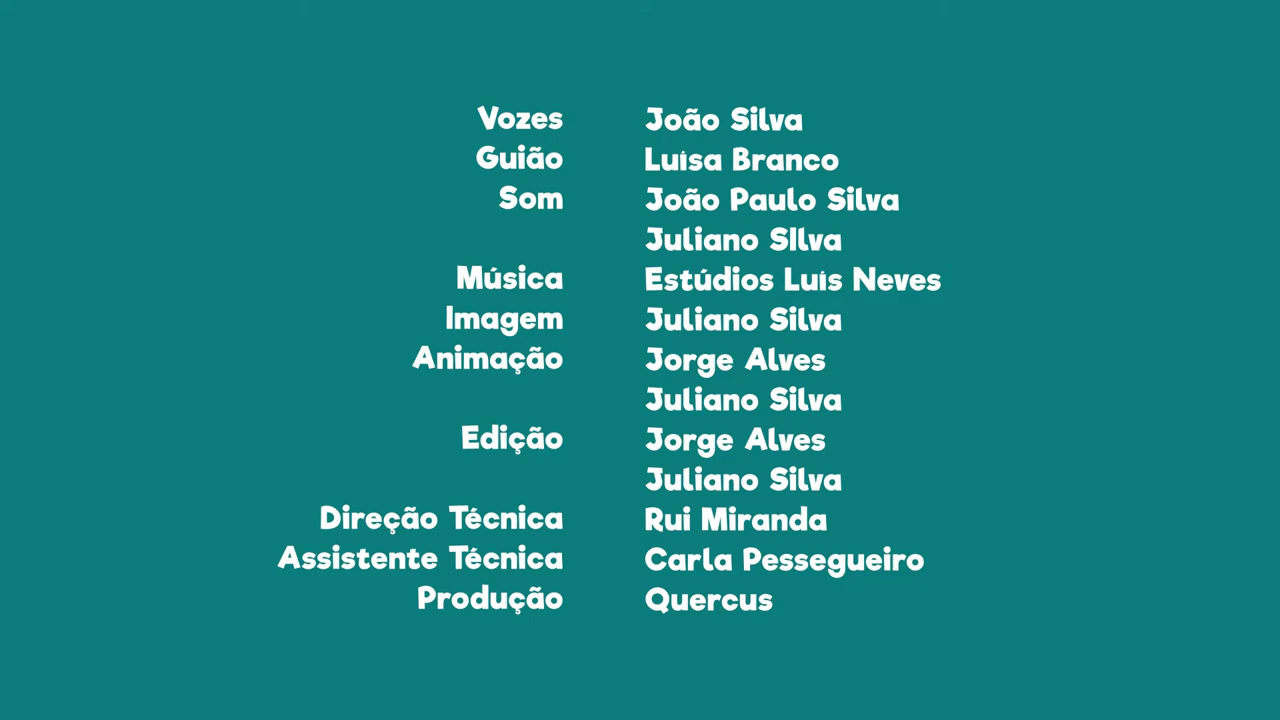 Vozes João Silva
Guião Luísa Branco
Som João Paulo Silva
Juliano SIlva
Música Estúdios Luís Neves
Imagem Juliano Silva
Animação Jorge Alves
Juliano Silva
Edição Jorge Alves
Juliano Silva
Direção Técnica Rui Miranda
Assistente Técnica Carla Pessegueiro
Produção Quercus